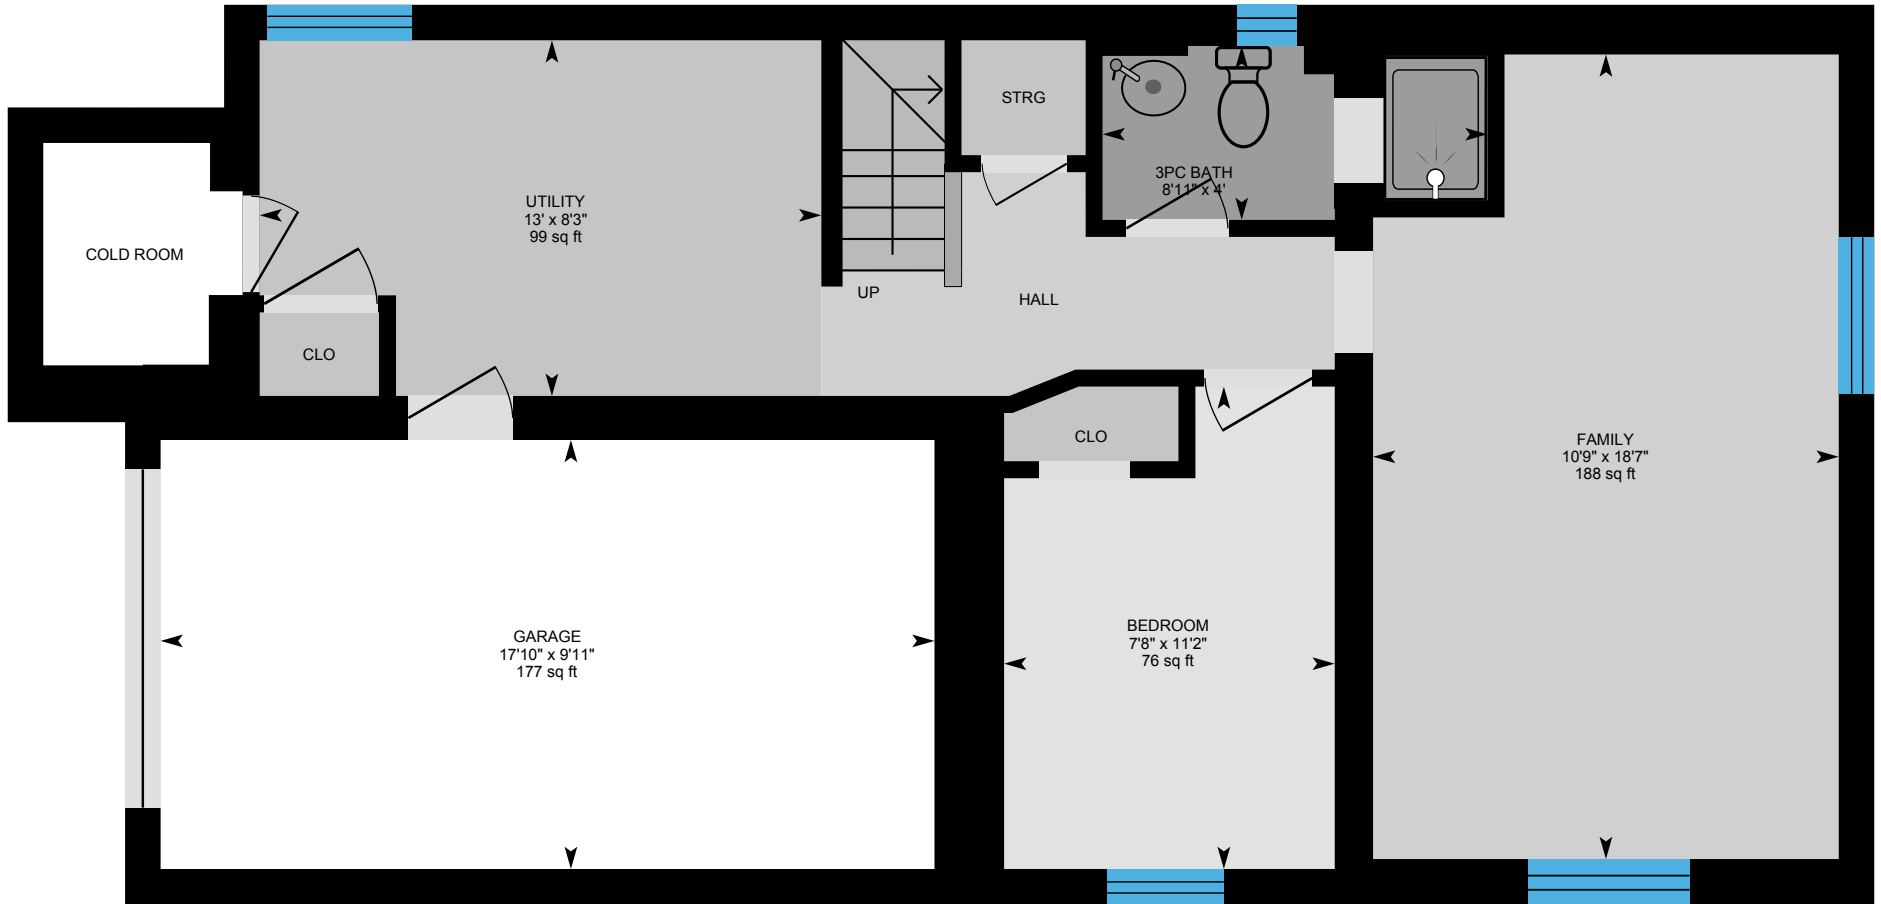 STRG
3PC BATH
8'11" x 4'
UTILITY
13' x 8'3"
99 sq ft
COLD ROOM
UP
HALL
CLO
CLO
FAMILY
10'9" x 18'7"
188 sq ft
GARAGE
17'10" x 9'11"
177 sq ft
BEDROOM
7'8" x 11'2"
76 sq ft